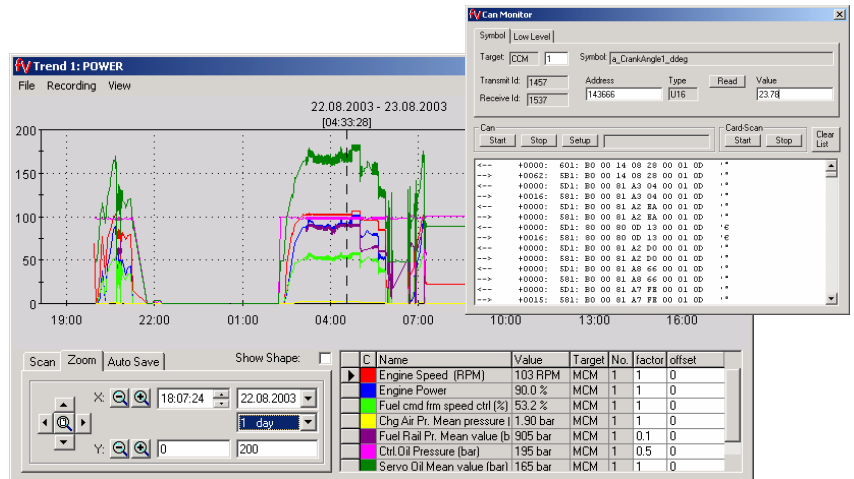 Can Monitor
Symbol Low Level
Target: CCM 1 Symbol: a_CrankAngle1_ddeg
Transmit Id: 1457 Address Type Read Value
Receive Id: 1537 143666 U16 23.78
Can Card-Scan
Start Stop Setup Start Stop Clear List
<--- +0000: 601: B0 00 14 08 28 00 01 0D '"
---> +0062: 5B1: B0 00 14 08 28 00 01 0D '"
<--- +0000: 5D1: B0 00 81 A3 04 00 01 0D '"
---> +0016: 581: B0 00 81 A3 04 00 01 0D '"
<--- +0000: 5D1: B0 00 81 A2 EA 00 01 0D '"
---> +0000: 581: B0 00 81 A2 EA 00 01 0D '"
<--- +0000: 5D1: 80 00 80 0D 13 00 01 0D '€
---> +0016: 581: 80 00 80 0D 13 00 01 0D '€
<--- +0000: 5D1: B0 00 81 A2 D0 00 01 0D '"
---> +0000: 581: B0 00 81 A2 D0 00 01 0D '"
<--- +0000: 5D1: B0 00 81 A8 66 00 01 0D '"
---> +0000: 581: B0 00 81 A8 66 00 01 0D '"
<--- +0000: 5D1: B0 00 81 A7 FE 00 01 0D '"
---> +0015: 581: B0 00 81 A7 FE 00 01 0D '"
Trend 1: POWER
File Recording View
22.08.2003 - 23.08.2003
[04:33:28]
200
150
100
50
0
19:00 22:00 01:00 04:00 07:00 10:00 13:00 16:00
Scan Zoom Auto Save Show Shape:
X: 18:07:24 22.08.2003
1 day
Y: 0 200
C Name Value Target No. factor offset
Engine Speed (RPM) 103 RPM MCM 1 1 0
Engine Power 90.0 % MCM 1 1 0
Fuel cmd frm speed ctrl (%) 53.2 % MCM 1 1 0
Chg Air Pr. Mean pressure ( 1.90 bar MCM 1 1 0
Fuel Rail Pr. Mean value (b 905 bar MCM 1 0.1 0
Ctrl.Oil Pressure (bar) 195 bar MCM 1 0.5 0
Servo Oil Mean value (bar) 165 bar MCM 1 1 0